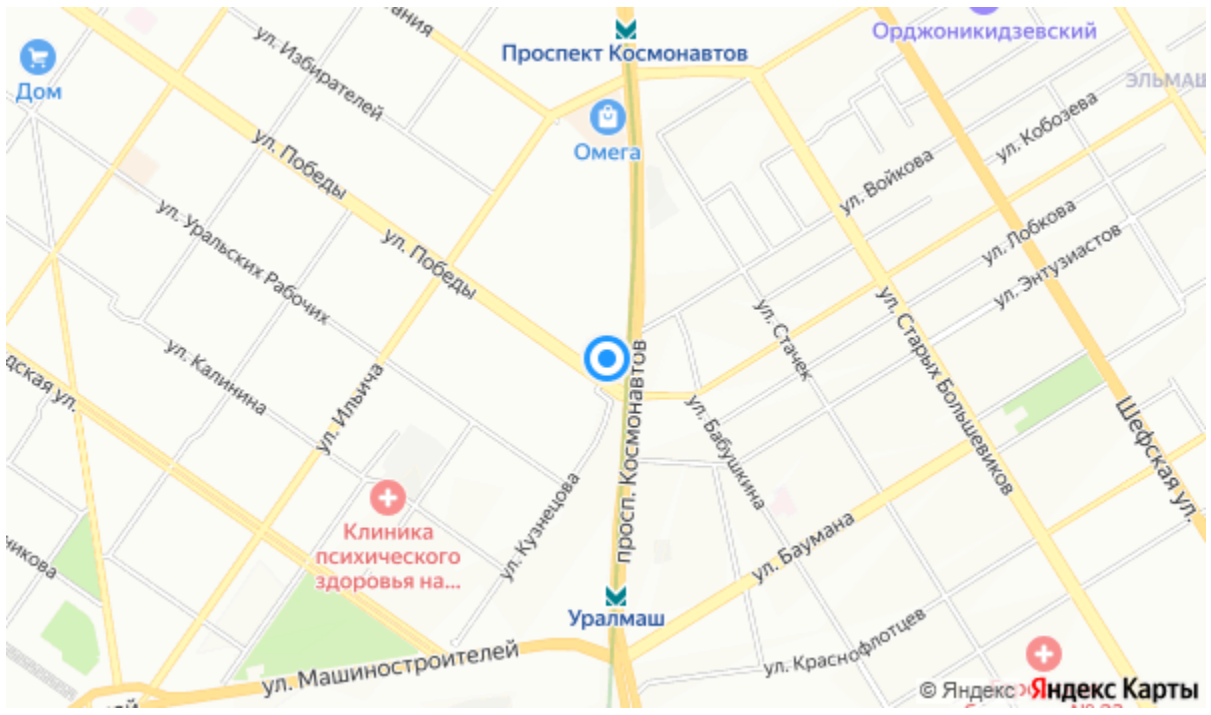 ул. Избирателей
Проспект Космонавтов
Орджоникидзевский
Дом
ЭЛЬМАШ
ул. Кобозева
Омега
ул. Победы
ул. Войкова
ул. Уральских Рабочих
ул. Победы
ул. Лобкова
ул. Энтузиастов
ул. Стачек
ул. Старых Большевиков
ул. Калинина
ул. Ильича
просп. Космонавтов
ул. Бабушкина
Шефская ул.
дская ул.
Клиника
психического
здоровья на...
ул. Кузнецова
ул. Баумана
никова
Уралмаш
ул. Машиностроителей
ул. Краснофлотцев
© Яндекс
Яндекс Карты